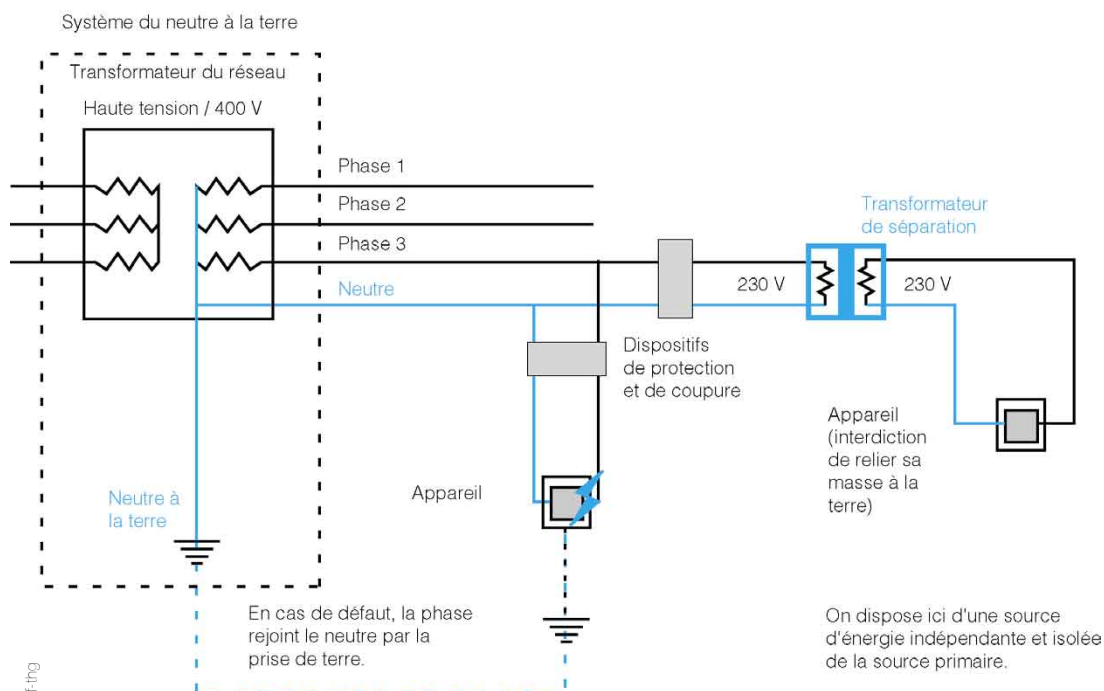 Système du neutre à la terre
Transformateur du réseau
Haute tension / 400 V
Phase 1
Phase 2
Phase 3
Neutre
Transformateur
de séparation
230 V
230 V
Dispositifs
de protection
et de coupure
Appareil
(interdiction
de relier sa
masse à la
terre)
Appareil
Neutre à
la terre
En cas de défaut, la phase
rejoint le neutre par la
prise de terre.
On dispose ici d'une source
d'énergie indépendante et isolée
de la source primaire.
f-thg